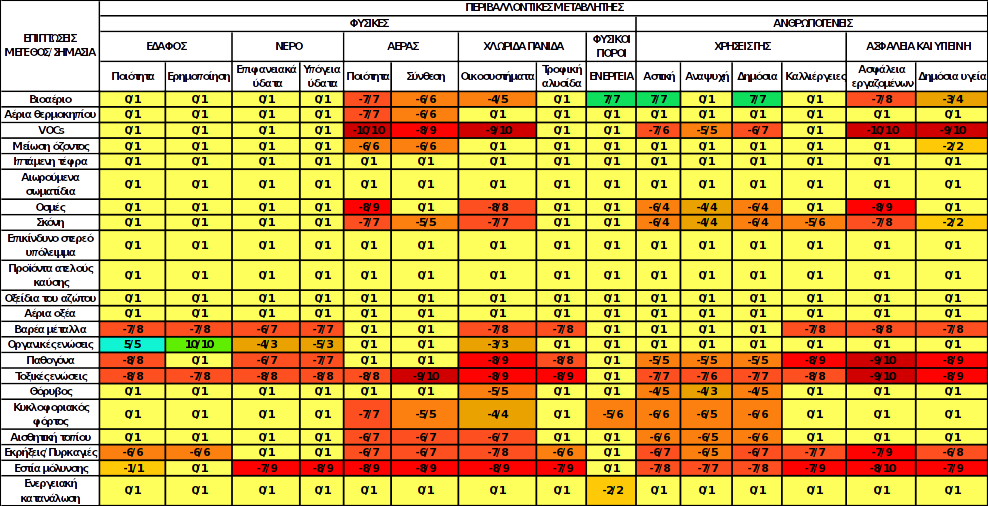 ΠΕΡΙΒΑΛΛΟΝΤΙΚΕΣ ΜΕΤΑΒΛΗΤΕΣ
ΕΠΙΠΤΩΣΕΙΣ ΜΕΓΕΘΟΣ/ΣΗΜΑΣΙΑ ΦΥΣΙΚΕΣ ΑΝΘΡΩΠΟΓΕΝΕΙΣ
ΕΔΑΦΟΣ ΝΕΡΟ ΑΕΡΑΣ ΧΛΩΡΙΔΑ ΠΑΝΙΔΑ ΦΥΣΙΚΟΙ ΠΟΡΟΙ ΧΡΗΣΕΙΣ ΓΗΣ ΑΣΦΑΛΕΙΑ ΚΑΙ ΥΓΙΕΙΝΗ
Ποιότητα Ερημοποίηση Επιφανειακά ύδατα Υπόγεια ύδατα Ποιότητα Σύνθεση Οικοσυστήματα Τροφική αλυσίδα ΕΝΕΡΓΕΙΑ Αστική Αναψυχή Δημόσια Καλλιέργειες Ασφάλεια εργαζομένων Δημόσια υγεία
Βιοαέριο 0/1 0/1 0/1 0/1 -7/7 -6/6 -4/5 0/1 7/7 7/7 0/1 7/7 0/1 -7/8 -3/4
Αέρια θερμοκηπίου 0/1 0/1 0/1 0/1 -7/7 -6/6 0/1 0/1 0/1 0/1 0/1 0/1 0/1 0/1 0/1
VOCs 0/1 0/1 0/1 0/1 -10/10 -8/9 -9/10 0/1 0/1 -7/6 -5/5 -6/7 0/1 -10/10 -9/10
Μείωση όζοντος 0/1 0/1 0/1 0/1 -6/6 -6/6 0/1 0/1 0/1 0/1 0/1 0/1 0/1 0/1 -2/2
Ιπτάμενη τέφρα 0/1 0/1 0/1 0/1 0/1 0/1 0/1 0/1 0/1 0/1 0/1 0/1 0/1 0/1 0/1
Αιωρούμενα σωματίδια 0/1 0/1 0/1 0/1 0/1 0/1 0/1 0/1 0/1 0/1 0/1 0/1 0/1 0/1 0/1
Οσμές 0/1 0/1 0/1 0/1 -8/9 0/1 -8/8 0/1 0/1 -6/4 -4/4 -6/4 0/1 -8/9 0/1
Σκόνη 0/1 0/1 0/1 0/1 -7/7 -5/5 -7/7 0/1 0/1 -6/4 -4/4 -6/4 -5/6 -7/8 -2/2
Επικίνδυνο στερεό υπόλειμμα 0/1 0/1 0/1 0/1 0/1 0/1 0/1 0/1 0/1 0/1 0/1 0/1 0/1 0/1 0/1
Προϊόντα ατελούς καύσης 0/1 0/1 0/1 0/1 0/1 0/1 0/1 0/1 0/1 0/1 0/1 0/1 0/1 0/1 0/1
Οξείδια του αζώτου 0/1 0/1 0/1 0/1 0/1 0/1 0/1 0/1 0/1 0/1 0/1 0/1 0/1 0/1 0/1
Αέρια οξέα 0/1 0/1 0/1 0/1 0/1 0/1 0/1 0/1 0/1 0/1 0/1 0/1 0/1 0/1 0/1
Βαρέα μέταλλα -7/8 -7/8 -6/7 -7/7 0/1 0/1 -7/8 -7/8 0/1 0/1 0/1 0/1 -7/8 -8/8 -7/8
Οργανικές ενώσεις 5/5 10/10 -4/3 -5/3 0/1 0/1 -3/3 0/1 0/1 0/1 0/1 0/1 0/1 0/1 0/1
Παθογόνα -8/8 0/1 -6/7 -7/7 0/1 0/1 -8/9 -8/8 0/1 -5/5 -5/5 -5/5 -8/9 -9/10 -8/9
Τοξικές ενώσεις -8/8 -7/8 -8/8 -8/8 -8/8 -9/10 -8/9 -8/9 0/1 -7/7 -7/6 -7/7 -8/8 -9/10 -8/9
Θόρυβος 0/1 0/1 0/1 0/1 0/1 0/1 -5/5 0/1 0/1 -4/5 -4/3 -4/5 0/1 0/1 0/1
Κυκλοφοριακός φόρτος 0/1 0/1 0/1 0/1 -7/7 -5/5 -4/4 0/1 -5/6 -6/6 -6/5 -6/6 0/1 0/1 0/1
Αισθητική τοπίου 0/1 0/1 0/1 0/1 -6/7 -6/7 -6/7 0/1 0/1 -6/6 -6/5 -6/6 0/1 0/1 0/1
Εκρήξεις Πυρκαγιές -6/6 -6/6 0/1 0/1 -6/7 -6/7 -7/8 -6/6 0/1 -6/7 -6/5 -6/7 -7/7 -7/9 -6/8
Εστία μόλυνσης -1/1 0/1 -7/9 -8/9 -8/9 -8/9 -8/9 -7/9 0/1 -7/8 -7/7 -7/8 -7/9 -8/10 -7/9
Ενεργειακή κατανάλωση 0/1 0/1 0/1 0/1 0/1 0/1 0/1 0/1 -2/2 0/1 0/1 0/1 0/1 0/1 0/1